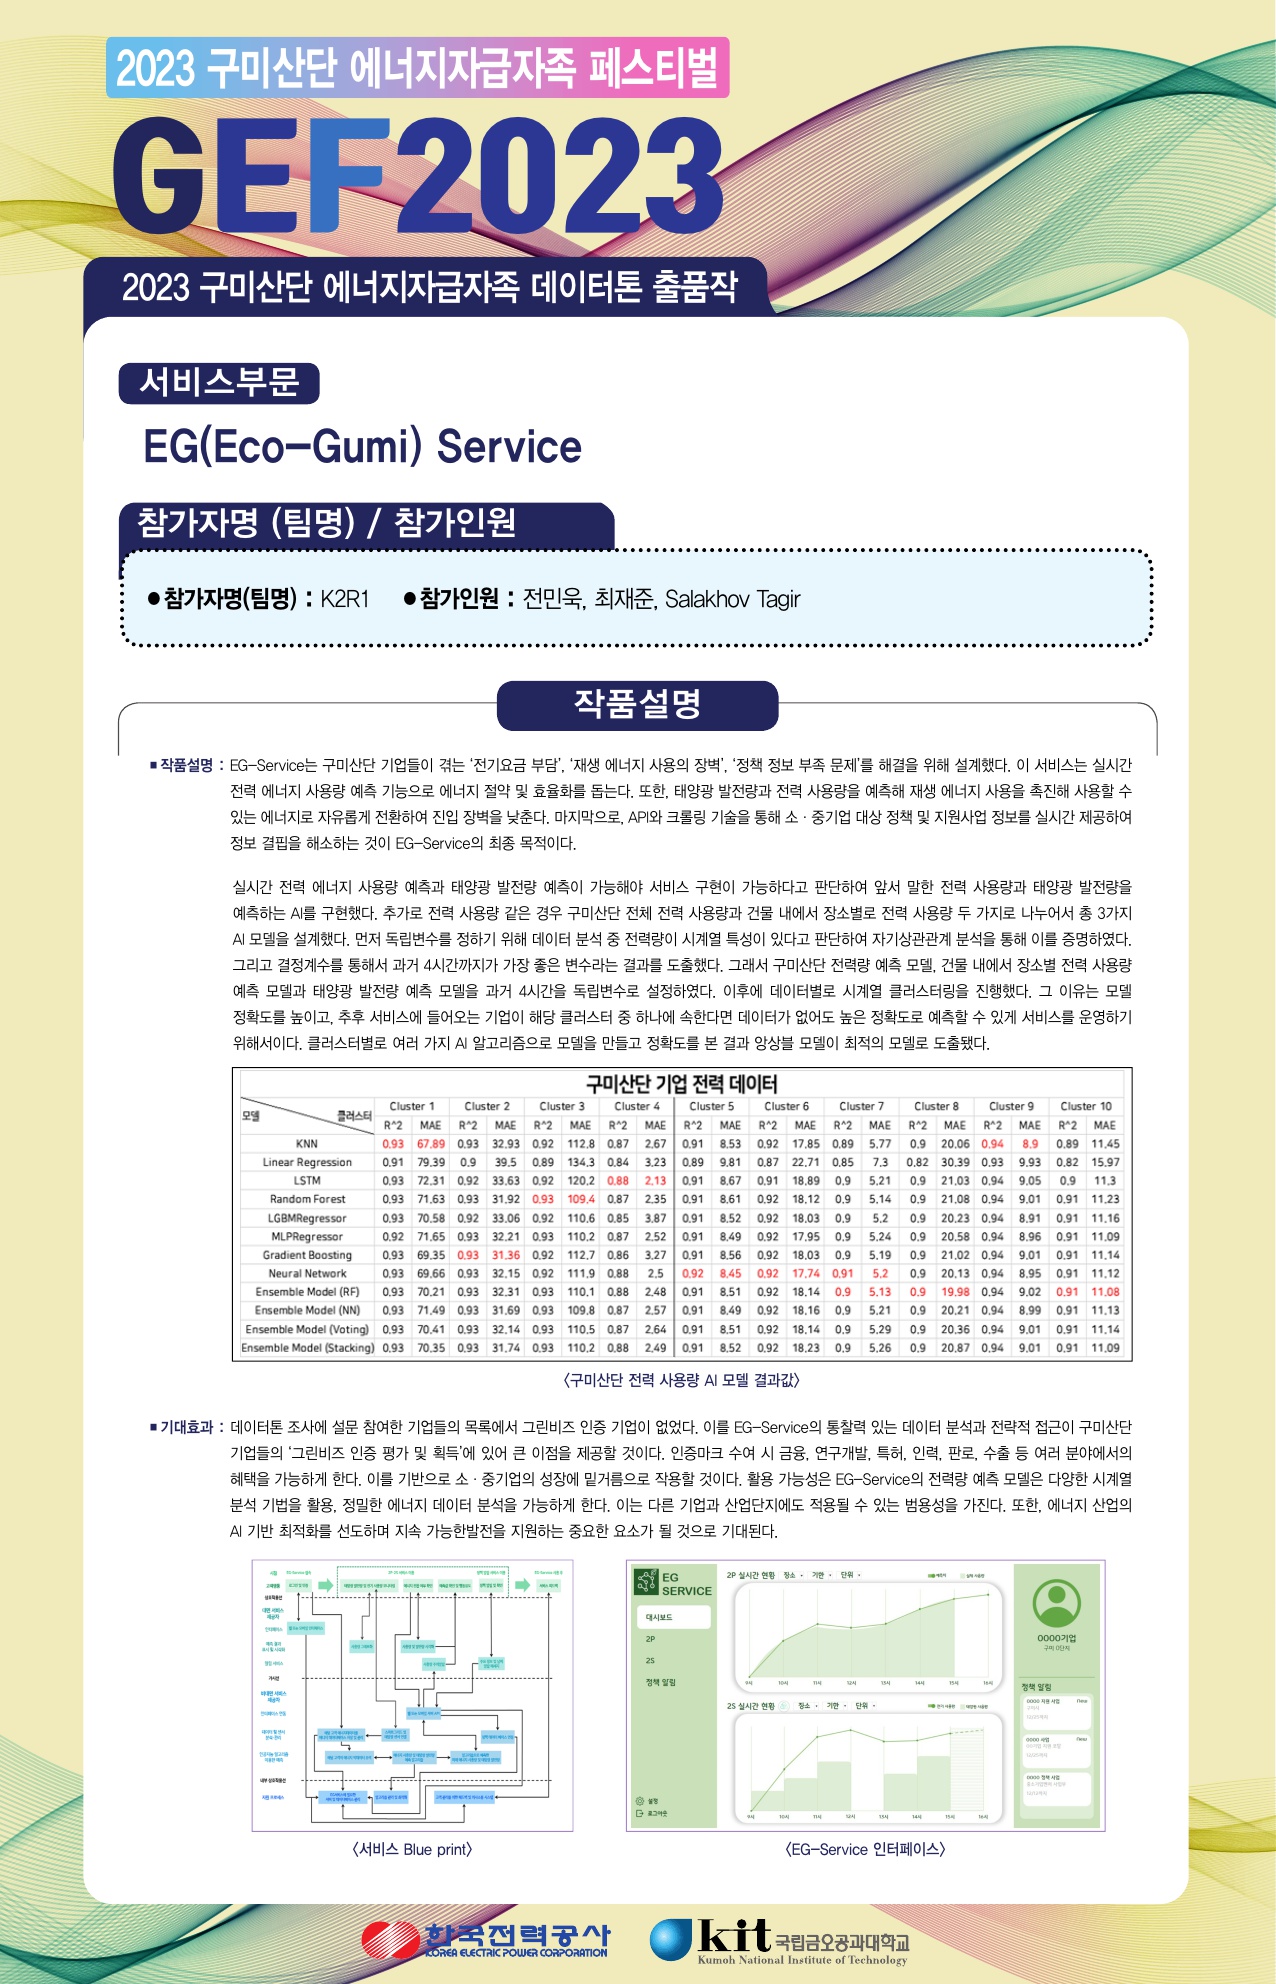 2023 구미산단 에너지자급자족 페스티벌
GEF2023
2023 구미산단 에너지자급자족 데이터톤 출품작
서비스부문
EG(Eco-Gumi) Service
참가자명 (팀명) / 참가인원
● 참가자명(팀명) : K2R1 ● 참가인원 : 전민욱, 최재준, Salakhov Tagir
작품설명
■ 작품설명 : EG-Service는 구미산단 기업들이 겪는 ‘전기요금 부담’, ‘재생 에너지 사용의 장벽’, ‘정책 정보 부족 문제’를 해결을 위해 설계했다. 이 서비스는 실시간
전력 에너지 사용량 예측 기능으로 에너지 절약 및 효율화를 돕는다. 또한, 태양광 발전량과 전력 사용량을 예측해 재생 에너지 사용을 촉진해 사용할 수
있는 에너지로 자유롭게 전환하여 진입 장벽을 낮춘다. 마지막으로, API와 크롤링 기술을 통해 소 · 중기업 대상 정책 및 지원사업 정보를 실시간 제공하여
정보 결핍을 해소하는 것이 EG-Service의 최종 목적이다.
실시간 전력 에너지 사용량 예측과 태양광 발전량 예측이 가능해야 서비스 구현이 가능하다고 판단하여 앞서 말한 전력 사용량과 태양광 발전량을
예측하는 AI를 구현했다. 추가로 전력 사용량 같은 경우 구미산단 전체 전력 사용량과 건물 내에서 장소별로 전력 사용량 두 가지로 나누어서 총 3가지
AI 모델을 설계했다. 먼저 독립변수를 정하기 위해 데이터 분석 중 전력량이 시계열 특성이 있다고 판단하여 자기상관관계 분석을 통해 이를 증명하였다.
그리고 결정계수를 통해서 과거 4시간까지가 가장 좋은 변수라는 결과를 도출했다. 그래서 구미산단 전력량 예측 모델, 건물 내에서 장소별 전력 사용량
예측 모델과 태양광 발전량 예측 모델을 과거 4시간을 독립변수로 설정하였다. 이후에 데이터별로 시계열 클러스터링을 진행했다. 그 이유는 모델
정확도를 높이고, 추후 서비스에 들어오는 기업이 해당 클러스터 중 하나에 속한다면 데이터가 없어도 높은 정확도로 예측할 수 있게 서비스를 운영하기
위해서이다. 클러스터별로 여러 가지 AI 알고리즘으로 모델을 만들고 정확도를 본 결과 앙상블 모델이 최적의 모델로 도출됐다.
구미산단 기업 전력 데이터
모델 클러스터 Cluster 1 Cluster 2 Cluster 3 Cluster 4 Cluster 5 Cluster 6 Cluster 7 Cluster 8 Cluster 9 Cluster 10
R^2 MAE R^2 MAE R^2 MAE R^2 MAE R^2 MAE R^2 MAE R^2 MAE R^2 MAE R^2 MAE R^2 MAE
KNN 0.93 67.89 0.93 32.93 0.92 112.8 0.87 2.67 0.91 8.53 0.92 17.85 0.89 5.77 0.9 20.06 0.94 8.9 0.89 11.45
Linear Regression 0.91 79.39 0.9 39.5 0.89 134.3 0.84 3.23 0.89 9.81 0.87 22.71 0.85 7.3 0.82 30.39 0.93 9.93 0.82 15.97
LSTM 0.93 72.31 0.92 33.63 0.92 120.2 0.88 2.13 0.91 8.67 0.91 18.89 0.9 5.21 0.9 21.03 0.94 9.05 0.9 11.3
Random Forest 0.93 71.63 0.93 31.92 0.93 109.4 0.87 2.35 0.91 8.61 0.92 18.12 0.9 5.14 0.9 21.08 0.94 9.01 0.91 11.23
LGBMRegressor 0.93 70.58 0.92 33.06 0.92 110.6 0.85 3.87 0.91 8.52 0.92 18.03 0.9 5.2 0.9 20.23 0.94 8.91 0.91 11.16
MLPRegressor 0.92 71.65 0.93 32.21 0.93 110.2 0.87 2.52 0.91 8.49 0.92 17.95 0.9 5.24 0.9 20.58 0.94 8.96 0.91 11.09
Gradient Boosting 0.93 69.35 0.93 31.36 0.92 112.7 0.86 3.27 0.91 8.56 0.92 18.03 0.9 5.19 0.9 21.02 0.94 9.01 0.91 11.14
Neural Network 0.93 69.66 0.93 32.15 0.92 111.9 0.88 2.5 0.92 8.45 0.92 17.74 0.91 5.2 0.9 20.13 0.94 8.95 0.91 11.12
Ensemble Model (RF) 0.93 70.21 0.93 32.31 0.93 110.1 0.88 2.48 0.91 8.51 0.92 18.14 0.9 5.13 0.9 19.98 0.94 9.02 0.91 11.08
Ensemble Model (NN) 0.93 71.49 0.93 31.69 0.93 109.8 0.87 2.57 0.91 8.49 0.92 18.16 0.9 5.21 0.9 20.21 0.94 8.99 0.91 11.13
Ensemble Model (Voting) 0.93 70.41 0.93 32.14 0.93 110.5 0.87 2.64 0.91 8.51 0.92 18.14 0.9 5.29 0.9 20.36 0.94 9.01 0.91 11.14
Ensemble Model (Stacking) 0.93 70.35 0.93 31.74 0.93 110.2 0.88 2.49 0.91 8.52 0.92 18.23 0.9 5.26 0.9 20.87 0.94 9.01 0.91 11.09
〈구미산단 전력 사용량 AI 모델 결과값〉
■ 기대효과 : 데이터톤 조사에 설문 참여한 기업들의 목록에서 그린비즈 인증 기업이 없었다. 이를 EG-Service의 통찰력 있는 데이터 분석과 전략적 접근이 구미산단
기업들의 ‘그린비즈 인증 평가 및 획득’에 있어 큰 이점을 제공할 것이다. 인증마크 수여 시 금융, 연구개발, 특허, 인력, 판로, 수출 등 여러 분야에서의
혜택을 가능하게 한다. 이를 기반으로 소 · 중기업의 성장에 밑거름으로 작용할 것이다. 활용 가능성은 EG-Service의 전력량 예측 모델은 다양한 시계열
분석 기법을 활용, 정밀한 에너지 데이터 분석을 가능하게 한다. 이는 다른 기업과 산업단지에도 적용될 수 있는 범용성을 가진다. 또한, 에너지 산업의
AI 기반 최적화를 선도하며 지속 가능한발전을 지원하는 중요한 요소가 될 것으로 기대된다.
〈서비스 Blue print〉
EG SERVICE
대시보드
2P
2S
정책 알림
설정
로그아웃
2P 실시간 현황 장소 기한 단위
9시 10시 11시 12시 13시 14시 15시 16시
2S 실시간 현황 장소 기한 단위
9시 10시 11시 12시 13시 14시 15시 16시
0000기업
구미 0단지
정책 알림
0000 지원 사업 new
0000 사업 new
0000 정책 사업
〈EG-Service 인터페이스〉
한국전력공사
KOREA ELECTRIC POWER CORPORATION
kit 국립금오공과대학교
Kumoh National Institute of Technology